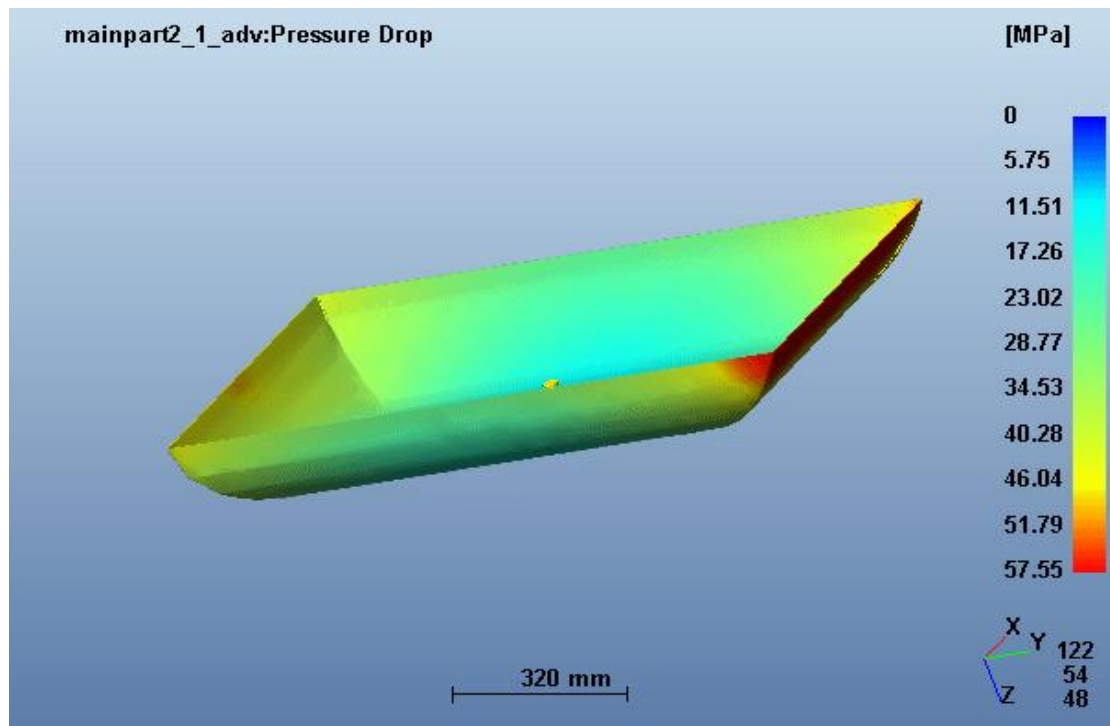 mainpart2_1_adv:Pressure Drop
[MPa]
0
5.75
11.51
17.26
23.02
28.77
34.53
40.28
46.04
51.79
57.55
320 mm
X
Y
Z
122
54
48